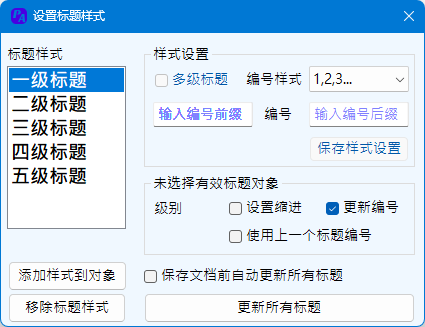 设置标题样式
标题样式
一级标题
二级标题
三级标题
四级标题
五级标题
样式设置
多级标题 编号样式 1,2,3...
输入编号前缀 编号 输入编号后缀
保存样式设置
未选择有效标题对象
级别 设置缩进 更新编号
使用上一个标题编号
添加样式到对象 保存文档前自动更新所有标题
移除标题样式 更新所有标题